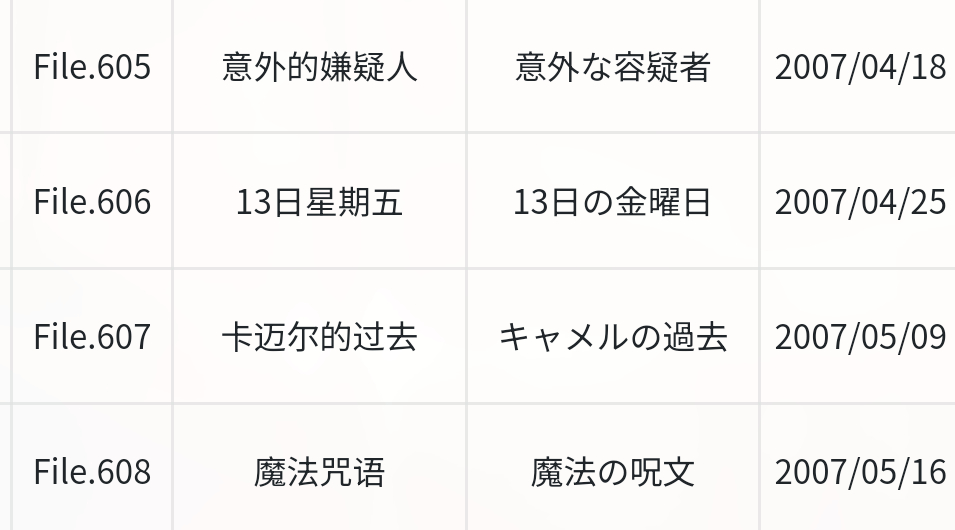 File.605 意外的嫌疑人 意外な容疑者 2007/04/18
File.606 13日星期五 13日の金曜日 2007/04/25
File.607 卡迈尔的过去 キャメルの過去 2007/05/09
File.608 魔法咒语 魔法の呪文 2007/05/16